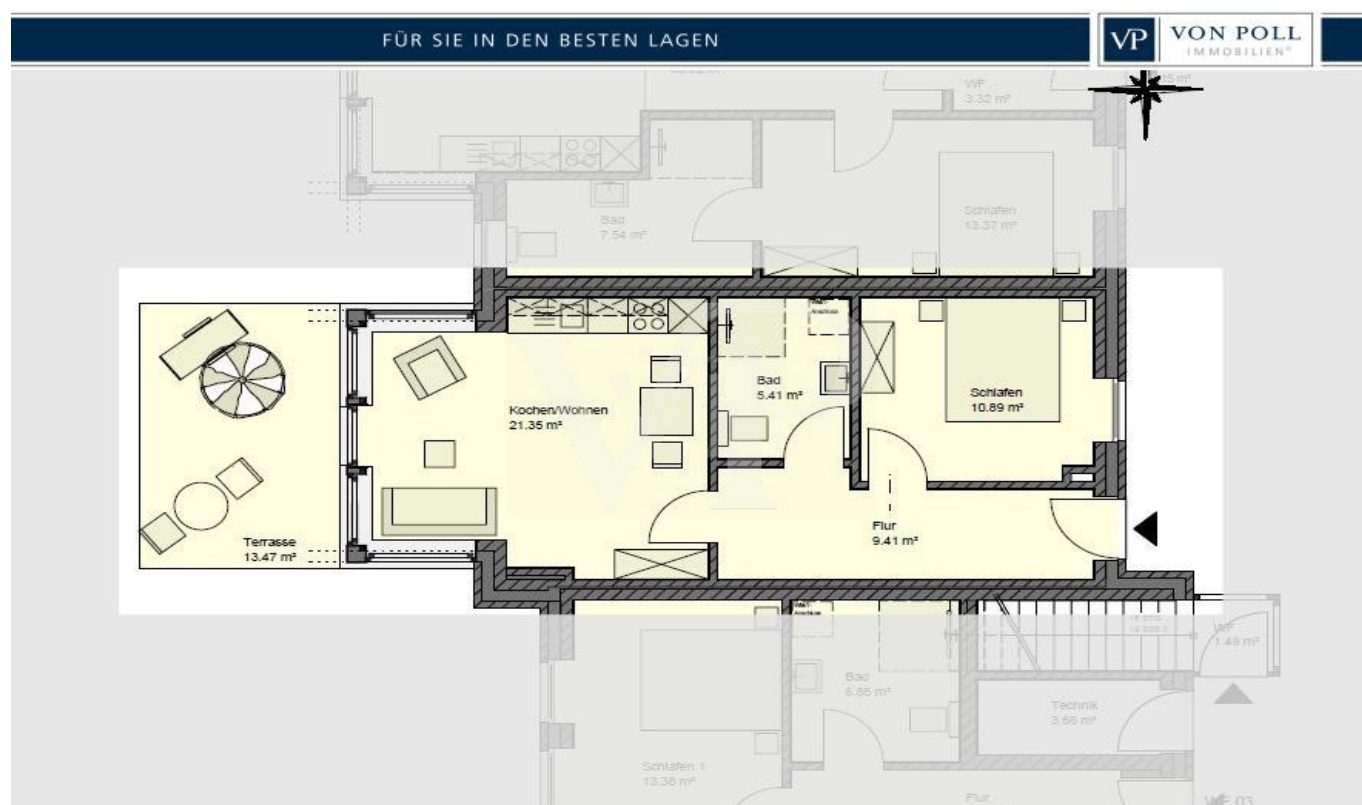 FÜR SIE IN DEN BESTEN LAGEN
VP
VON POLL
IMMOBILIEN®
WF
3.32 m²
Bad
7.54 m²
Schlafen
13.37 m²
Kochen/Wohnen
21.35 m²
Bad
5.41 m²
Schlafen
10.89 m²
Flur
9.41 m²
Terrasse
13.47 m²
WF
1.49 m²
Bad
6.85 m²
Technik
3.66 m²
Schlafen 1
13.36 m²
Flur
WE 03